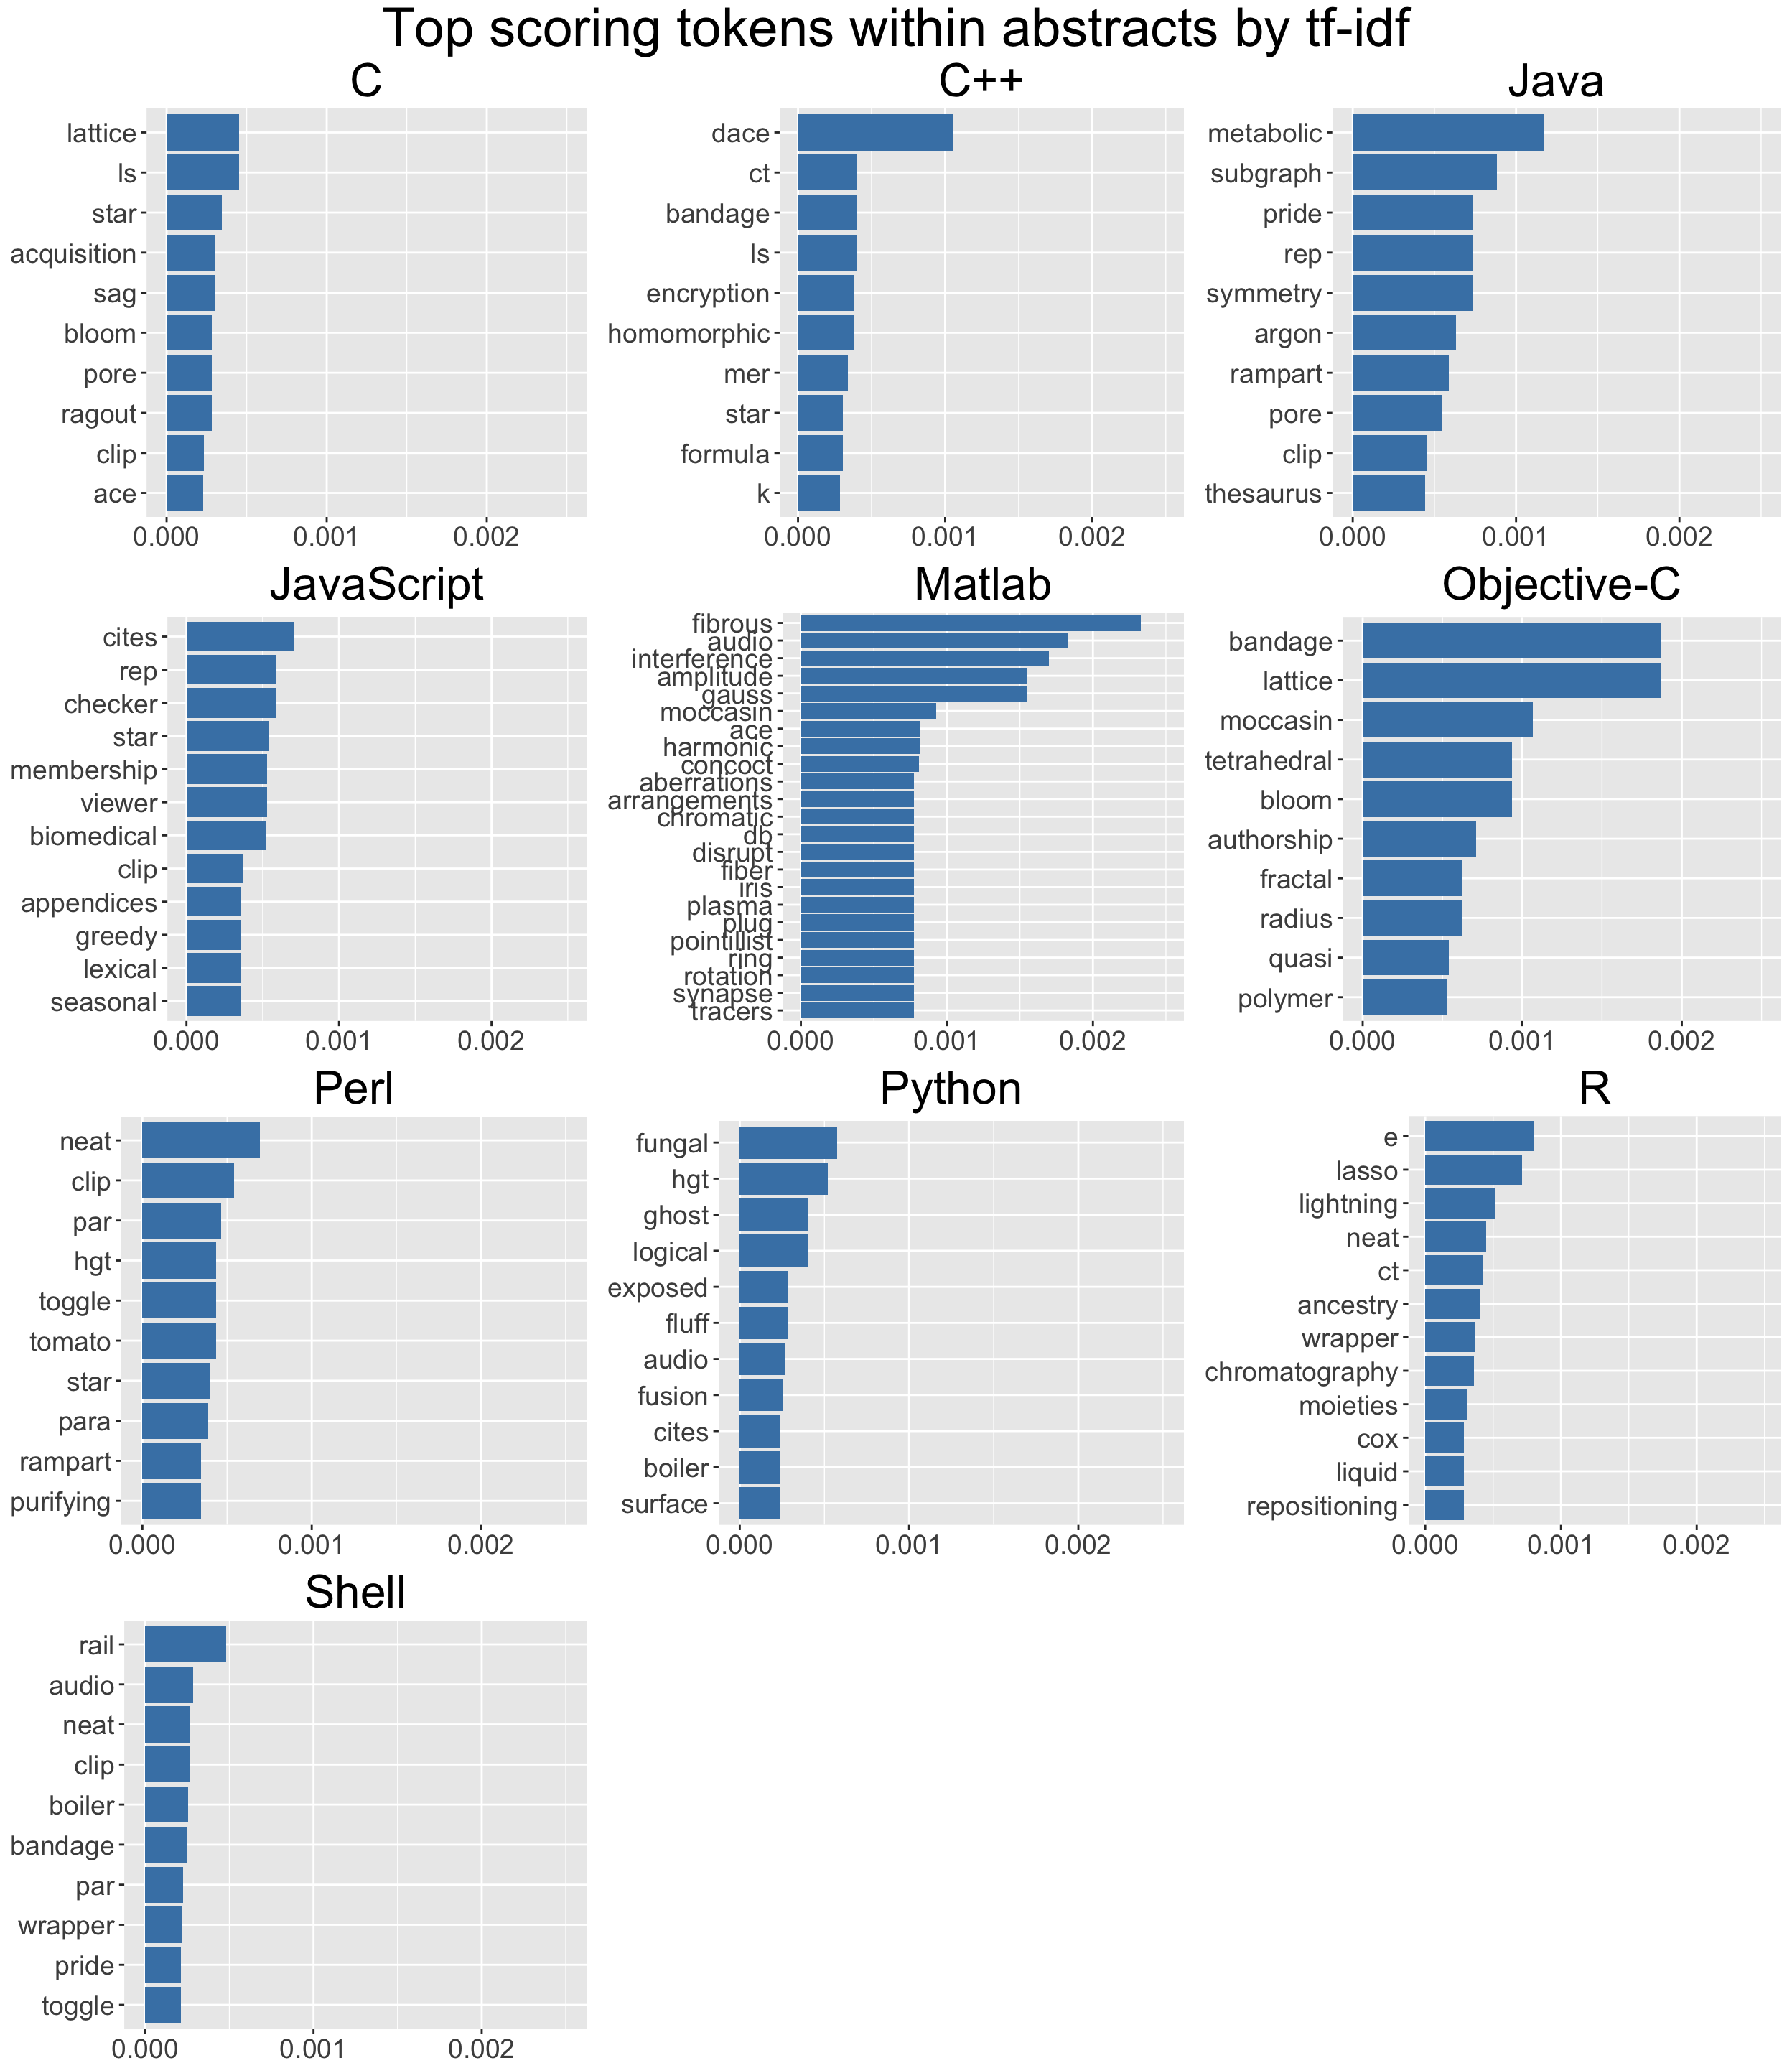 Top scoring tokens within abstracts by tf-idf
C
lattice
ls
star
acquisition
sag
bloom
pore
ragout
clip
ace
0.000 0.001 0.002
C++
dace
ct
bandage
ls
encryption
homomorphic
mer
star
formula
k
0.000 0.001 0.002
Java
metabolic
subgraph
pride
rep
symmetry
argon
rampart
pore
clip
thesaurus
0.000 0.001 0.002
JavaScript
cites
rep
checker
star
membership
viewer
biomedical
clip
appendices
greedy
lexical
seasonal
0.000 0.001 0.002
Matlab
fibrous
audio
interference
amplitude
gauss
moccasin
ace
harmonic
concoct
aberrations
arrangements
chromatic
db
disrupt
fiber
iris
plasma
plug
pointillist
ring
rotation
synapse
tracers
0.000 0.001 0.002
Objective-C
bandage
lattice
moccasin
tetrahedral
bloom
authorship
fractal
radius
quasi
polymer
0.000 0.001 0.002
Perl
neat
clip
par
hgt
toggle
tomato
star
para
rampart
purifying
0.000 0.001 0.002
Python
fungal
hgt
ghost
logical
exposed
fluff
audio
fusion
cites
boiler
surface
0.000 0.001 0.002
R
e
lasso
lightning
neat
ct
ancestry
wrapper
chromatography
moieties
cox
liquid
repositioning
0.000 0.001 0.002
Shell
rail
audio
neat
clip
boiler
bandage
par
wrapper
pride
toggle
0.000 0.001 0.002